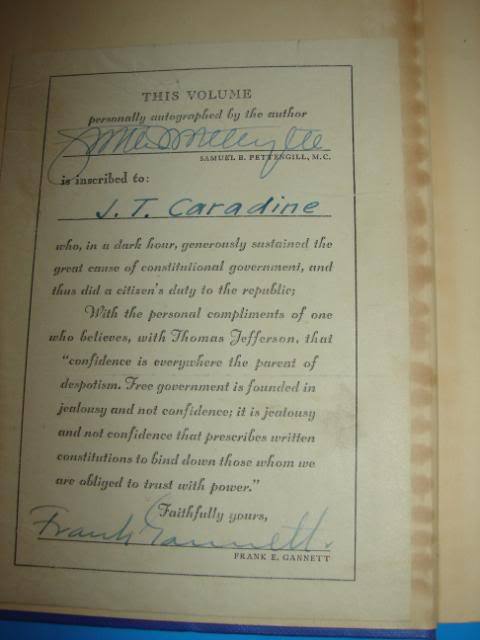 THIS VOLUME
personally autographed by the author
SAMUEL B. PETTENGILL, M.C.
is inscribed to:
J. T. Caradine
who, in a dark hour, generously sustained the
great cause of constitutional government, and
thus did a citizen's duty to the republic;
With the personal compliments of one
who believes, with Thomas Jefferson, that
"confidence is everywhere the parent of
despotism. Free government is founded in
jealousy and not confidence; it is jealousy
and not confidence that prescribes written
constitutions to bind down those whom we
are obliged to trust with power."
Faithfully yours,
Frank Gannett
FRANK E. GANNETT